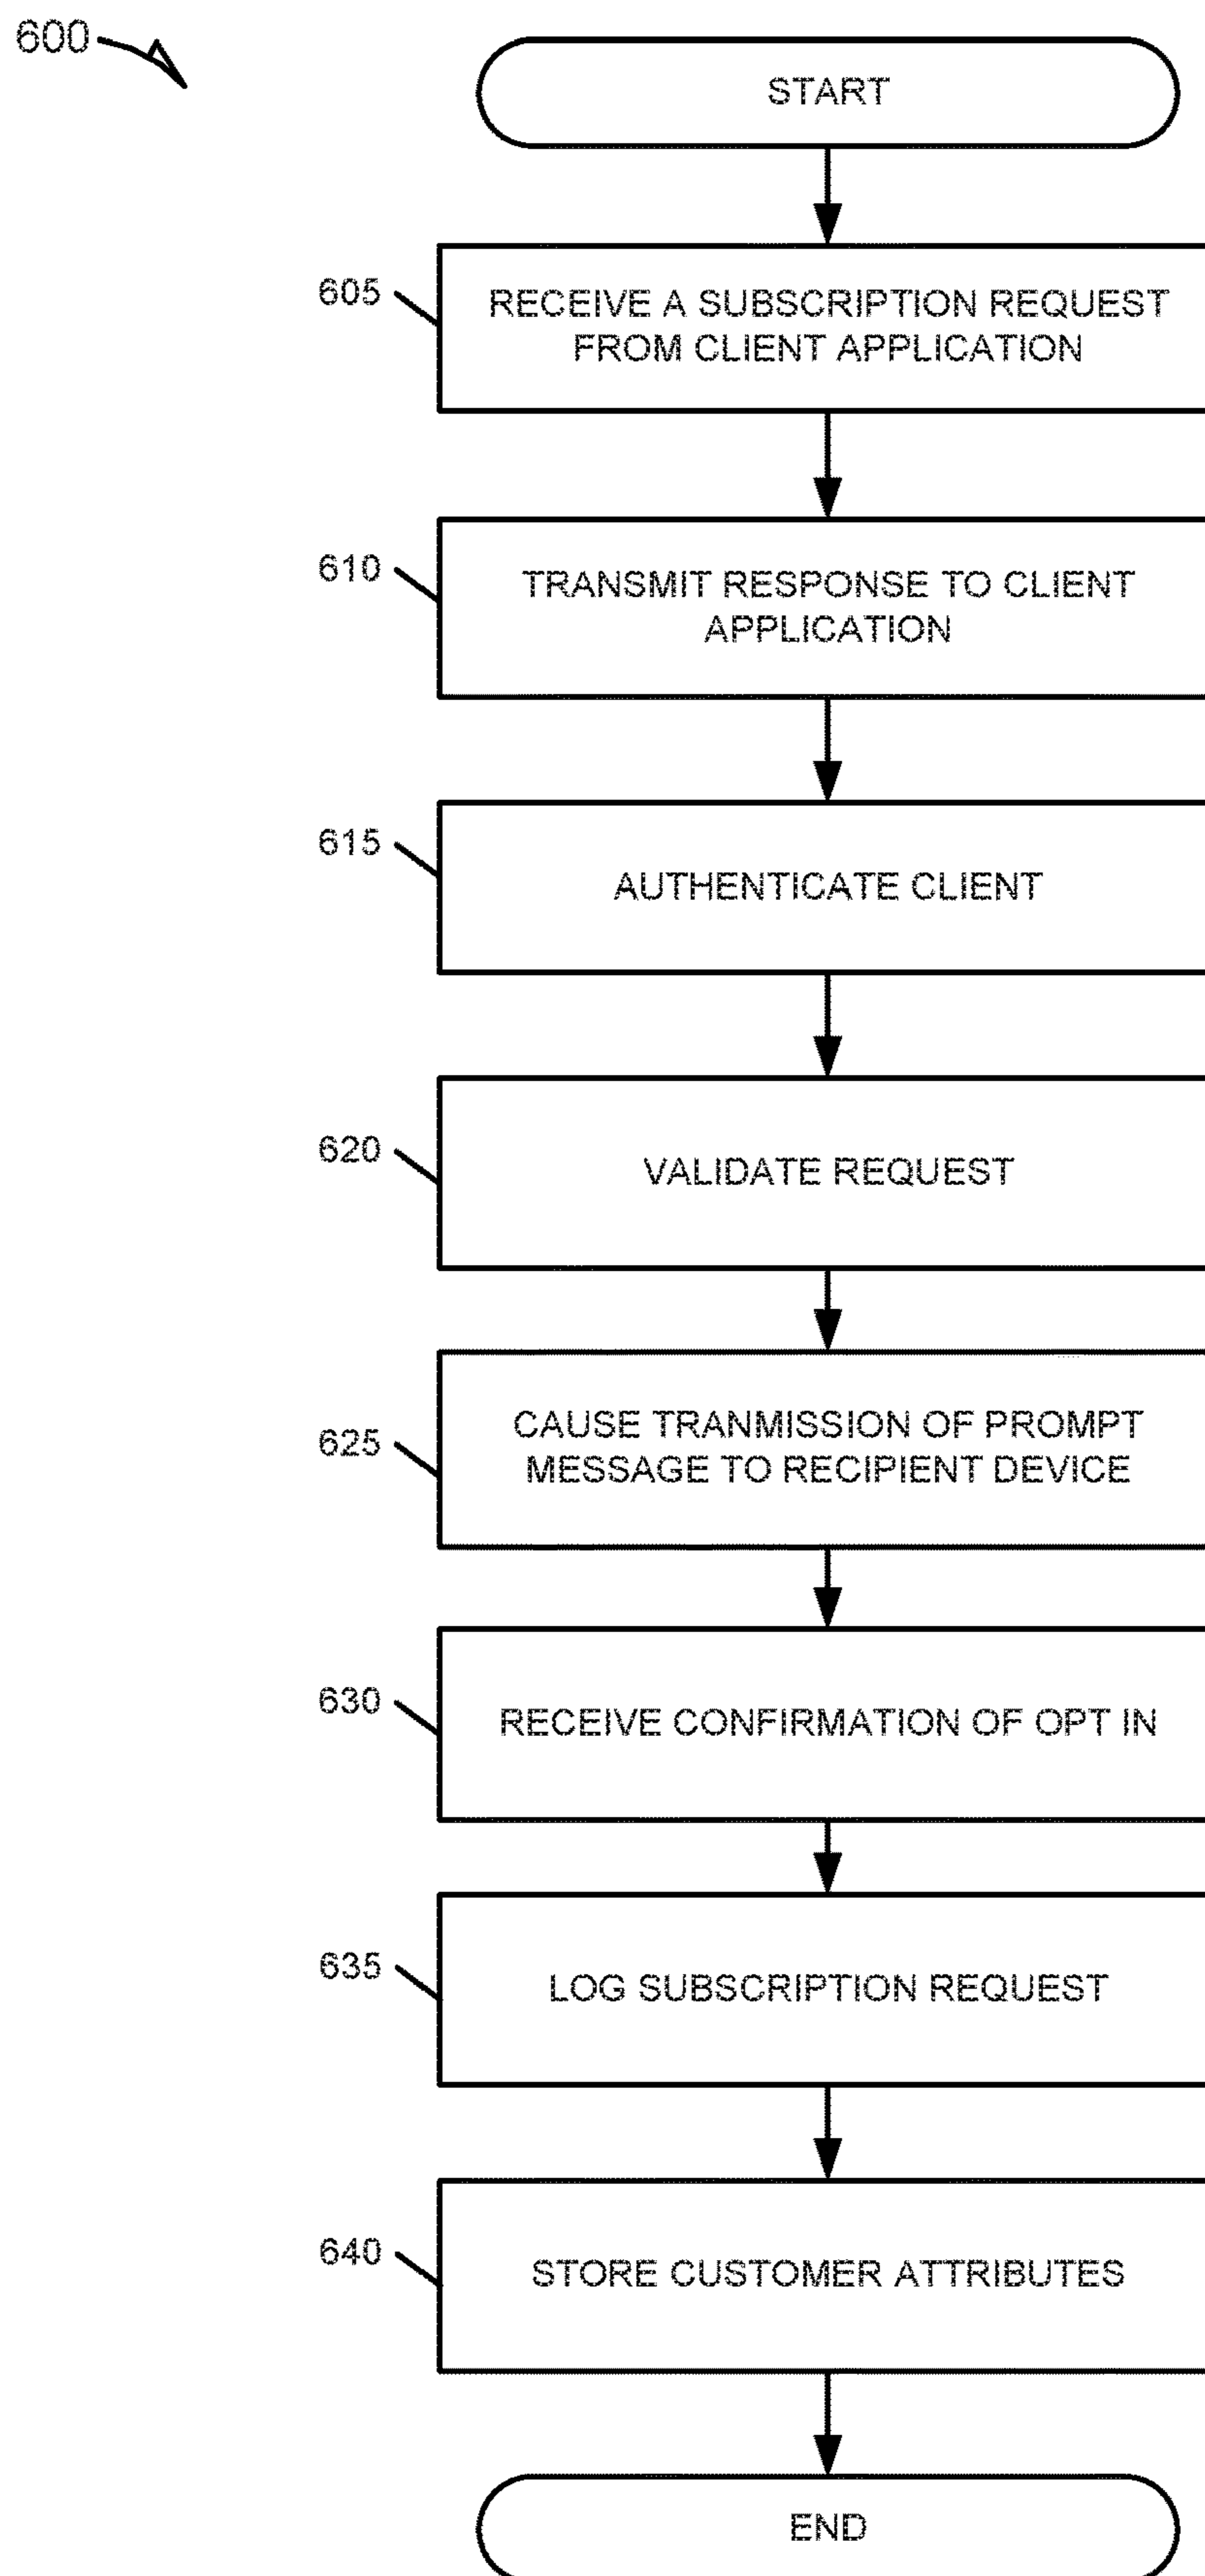 600
START
605
RECEIVE A SUBSCRIPTION REQUEST
FROM CLIENT APPLICATION
610
TRANSMIT RESPONSE TO CLIENT
APPLICATION
615
AUTHENTICATE CLIENT
620
VALIDATE REQUEST
625
CAUSE TRANMISSION OF PROMPT
MESSAGE TO RECIPIENT DEVICE
630
RECEIVE CONFIRMATION OF OPT IN
635
LOG SUBSCRIPTION REQUEST
640
STORE CUSTOMER ATTRIBUTES
END